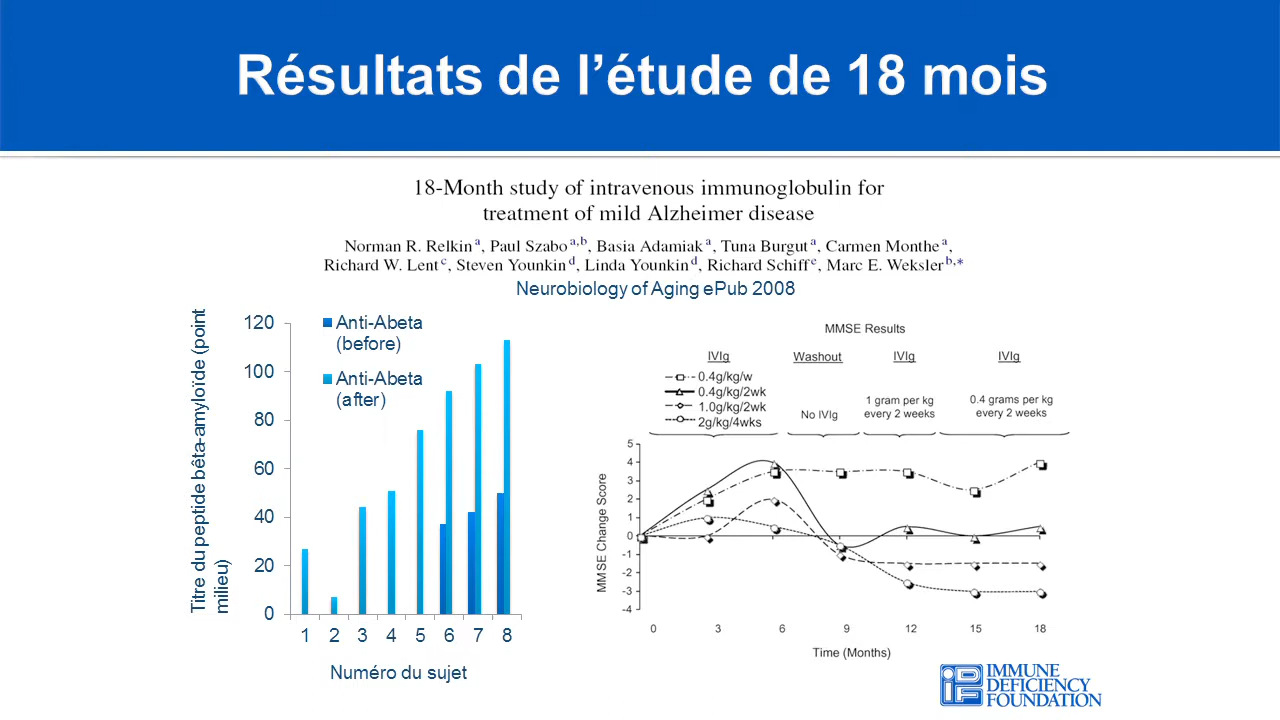 Résultats de l’étude de 18 mois
18-Month study of intravenous immunoglobulin for
treatment of mild Alzheimer disease
Norman R. Relkin a, Paul Szabo a,b, Basia Adamiak a, Tuna Burgut a, Carmen Monthe a,
Richard W. Lent c, Steven Younkin d, Linda Younkin d, Richard Schiff e, Marc E. Weksler b,*
Neurobiology of Aging ePub 2008
Titre du peptide bêta-amyloïde (point
milieu)
120
100
80
60
40
20
0
Anti-Abeta
(before)
Anti-Abeta
(after)
1 2 3 4 5 6 7 8
Numéro du sujet
MMSE Results
IVIg Washout IVIg IVIg
0.4g/kg/w
0.4g/kg/2wk
1.0g/kg/2wk
2g/kg/4wks
No IVIg
1 gram per kg
every 2 weeks
0.4 grams per kg
every 2 weeks
MMSE Change Score
5
4
3
2
1
0
-1
-2
-3
-4
0 3 6 9 12 15 18
Time (Months)
IDF
IMMUNE
DEFICIENCY
FOUNDATION